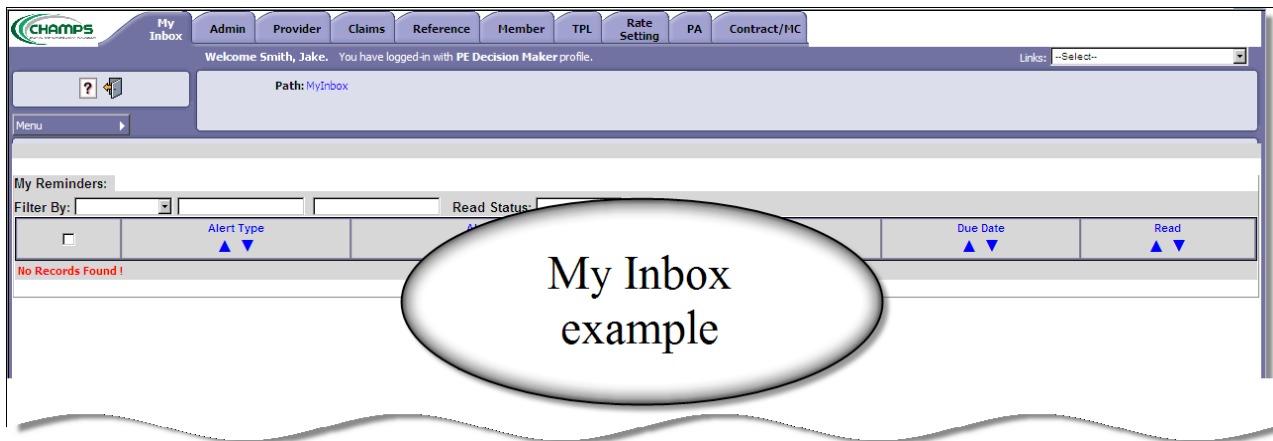 CHAMPS
My Inbox
Admin
Provider
Claims
Reference
Member
TPL
Rate Setting
PA
Contract/MC
Welcome Smith, Jake. You have logged-in with PE Decision Maker profile.
Links: --Select--
?
Path: MyInbox
Menu
My Reminders:
Filter By:
Read Status:
Alert Type
Due Date
Read
No Records Found !
My Inbox
example